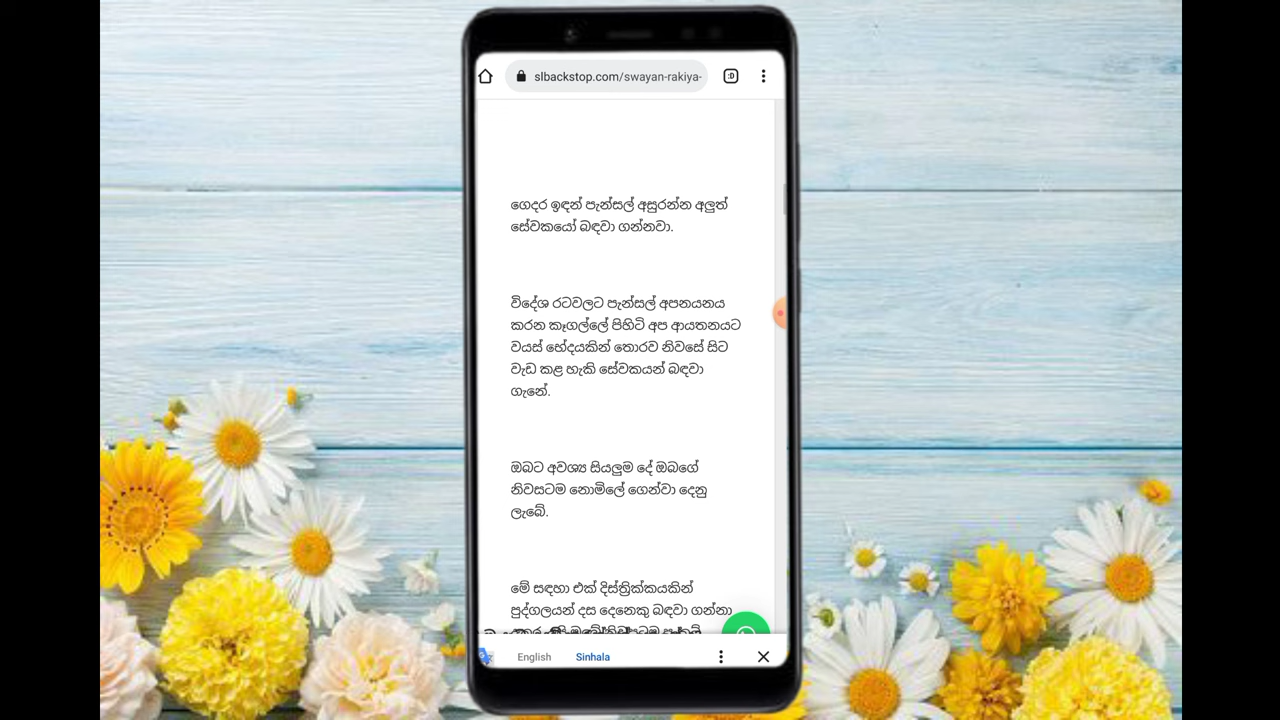 slbackstop.com/swayan-rakiya-
:D
ගෙදර ඉඳන් පැන්සල් අසුරන්න අලුත්
සේවකයෝ බඳවා ගන්නවා.
විදේශ රටවලට පැන්සල් අපනයනය
කරන කෑගල්ලේ පිහිටි අප ආයතනයට
වයස් භේදයකින් තොරව නිවසේ සිට
වැඩ කළ හැකි සේවකයන් බඳවා
ගැනේ.
ඔබට අවශ්‍ය සියලුම දේ ඔබගේ
නිවසටම නොමිලේ ගෙන්වා දෙනු
ලැබේ.
මේ සඳහා එක් දිස්ත්‍රික්කයකින්
පුද්ගලයන් දස දෙනෙකු බඳවා ගන්නා
English Sinhala